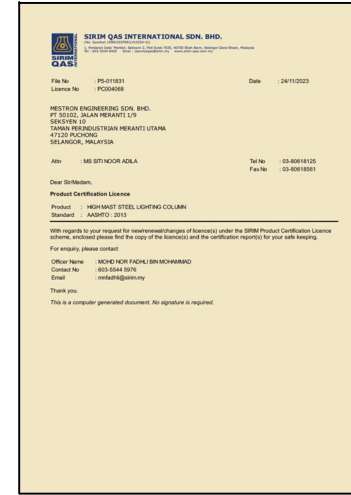 SIRIM QAS INTERNATIONAL SDN. BHD.
SIRIM
QAS
File No : P5-011831
Date : 24/11/2023
Licence No : PC004068
MESTRON ENGINEERING SDN. BHD.
PT 50102, JALAN MERANTI 1/9
SEKSYEN 10
TAMAN PERINDUSTRIAN MERANTI UTAMA
47120 PUCHONG
SELANGOR, MALAYSIA
Attn : MS SITI NOOR ADILA
Tel No : 03-80618125
Fax No : 03-80618561
Dear Sir/Madam,
Product Certification Licence
Product : HIGH MAST STEEL LIGHTING COLUMN
Standard : AASHTO : 2013
With regards to your request for new/renewal/changes of licence(s) under the SIRIM Product Certification Licence
scheme, enclosed please find the copy of the licence(s) and the certification report(s) for your safe keeping.
For enquiry, please contact
Officer Name : MOHD NOR FADHLI BIN MOHAMMAD
Contact No : 603-5544 5976
Email : mnfadhli@sirim.my
Thank you.
This is a computer generated document. No signature is required.